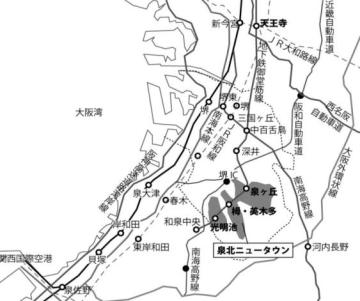 新今宮
天王寺
近畿自動車道
JR大和路線
地下鉄御堂筋線
大阪湾
堺
堺東
堺
三国ヶ丘
中百舌鳥
南海本線
JR阪和線
阪和自動車道
西名阪
自動車道
深井
堺IC
泉ヶ丘
栂・美木多
光明池
和泉中央
泉北ニュータウン
南海高野線
大阪外環状線
河内長野
阪神高速湾岸線
泉大津
春木
岸和田
東岸和田
貝塚
南海高野線
関西国際空港
泉佐野